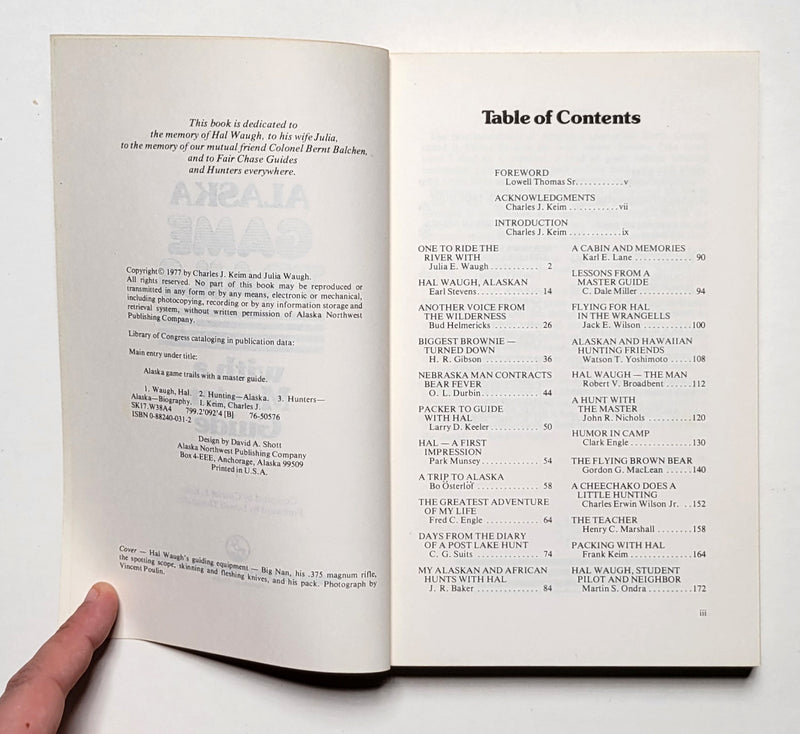 This book is dedicated to
the memory of Hal Waugh, to his wife Julia,
to the memory of our mutual friend Colonel Bernt Balchen,
and to Fair Chase Guides
and Hunters everywhere.
Copyright© 1977 by Charles J. Keim and Julia Waugh.
All rights reserved. No part of this book may be reproduced or
transmitted in any form or by any means, electronic or mechanical,
including photocopying, recording or by any information storage and
retrieval system, without written permission of Alaska Northwest
Publishing Company.
Library of Congress cataloging in publication data:
Main entry under title:
Alaska game trails with a master guide.
1. Waugh, Hal. 2. Hunting—Alaska. 3. Hunters—
Alaska—Biography. I. Keim, Charles J.
SK17.W38A4 799.2'092'4 [B] 76-50576
ISBN 0-88240-031-2
Design by David A. Shott
Alaska Northwest Publishing Company
Box 4-EEE, Anchorage, Alaska 99509
Printed in U.S.A.
Cover — Hal Waugh's guiding equipment — Big Nan, his .375 magnum rifle,
the spotting scope, skinning and fleshing knives, and his pack. Photograph by
Vincent Poulin.
Table of Contents
FOREWORD
Lowell Thomas Sr...........v
ACKNOWLEDGMENTS
Charles J. Keim ............vii
INTRODUCTION
Charles J. Keim ............ix
ONE TO RIDE THE
RIVER WITH
Julia E. Waugh ........... 2
HAL WAUGH, ALASKAN
Earl Stevens.............. 14
ANOTHER VOICE FROM
THE WILDERNESS
Bud Helmericks ........... 26
BIGGEST BROWNIE —
TURNED DOWN
H. R. Gibson ............. 36
NEBRASKA MAN CONTRACTS
BEAR FEVER
O. L. Durbin.............. 44
PACKER TO GUIDE
WITH HAL
Larry D. Keeler........... 50
HAL — A FIRST
IMPRESSION
Park Munsey .............. 54
A TRIP TO ALASKA
Bo Österlöf .............. 58
THE GREATEST ADVENTURE
OF MY LIFE
Fred C. Engle ............ 64
DAYS FROM THE DIARY
OF A POST LAKE HUNT
C. G. Suits .............. 74
MY ALASKAN AND AFRICAN
HUNTS WITH HAL
J. R. Baker .............. 84
A CABIN AND MEMORIES
Karl E. Lane ............. 90
LESSONS FROM A
MASTER GUIDE
C. Dale Miller ........... 94
FLYING FOR HAL
IN THE WRANGELLS
Jack E. Wilson ...........100
ALASKAN AND HAWAIIAN
HUNTING FRIENDS
Watson T. Yoshimoto ......108
HAL WAUGH — THE MAN
Robert V. Broadbent ......112
A HUNT WITH
THE MASTER
John R. Nichols ..........120
HUMOR IN CAMP
Clark Engle ..............130
THE FLYING BROWN BEAR
Gordon G. MacLean ........140
A CHEECHAKO DOES A
LITTLE HUNTING
Charles Erwin Wilson Jr. ..152
THE TEACHER
Henry C. Marshall ........158
PACKING WITH HAL
Frank Keim ...............164
HAL WAUGH, STUDENT
PILOT AND NEIGHBOR
Martin S. Ondra ..........172
iii